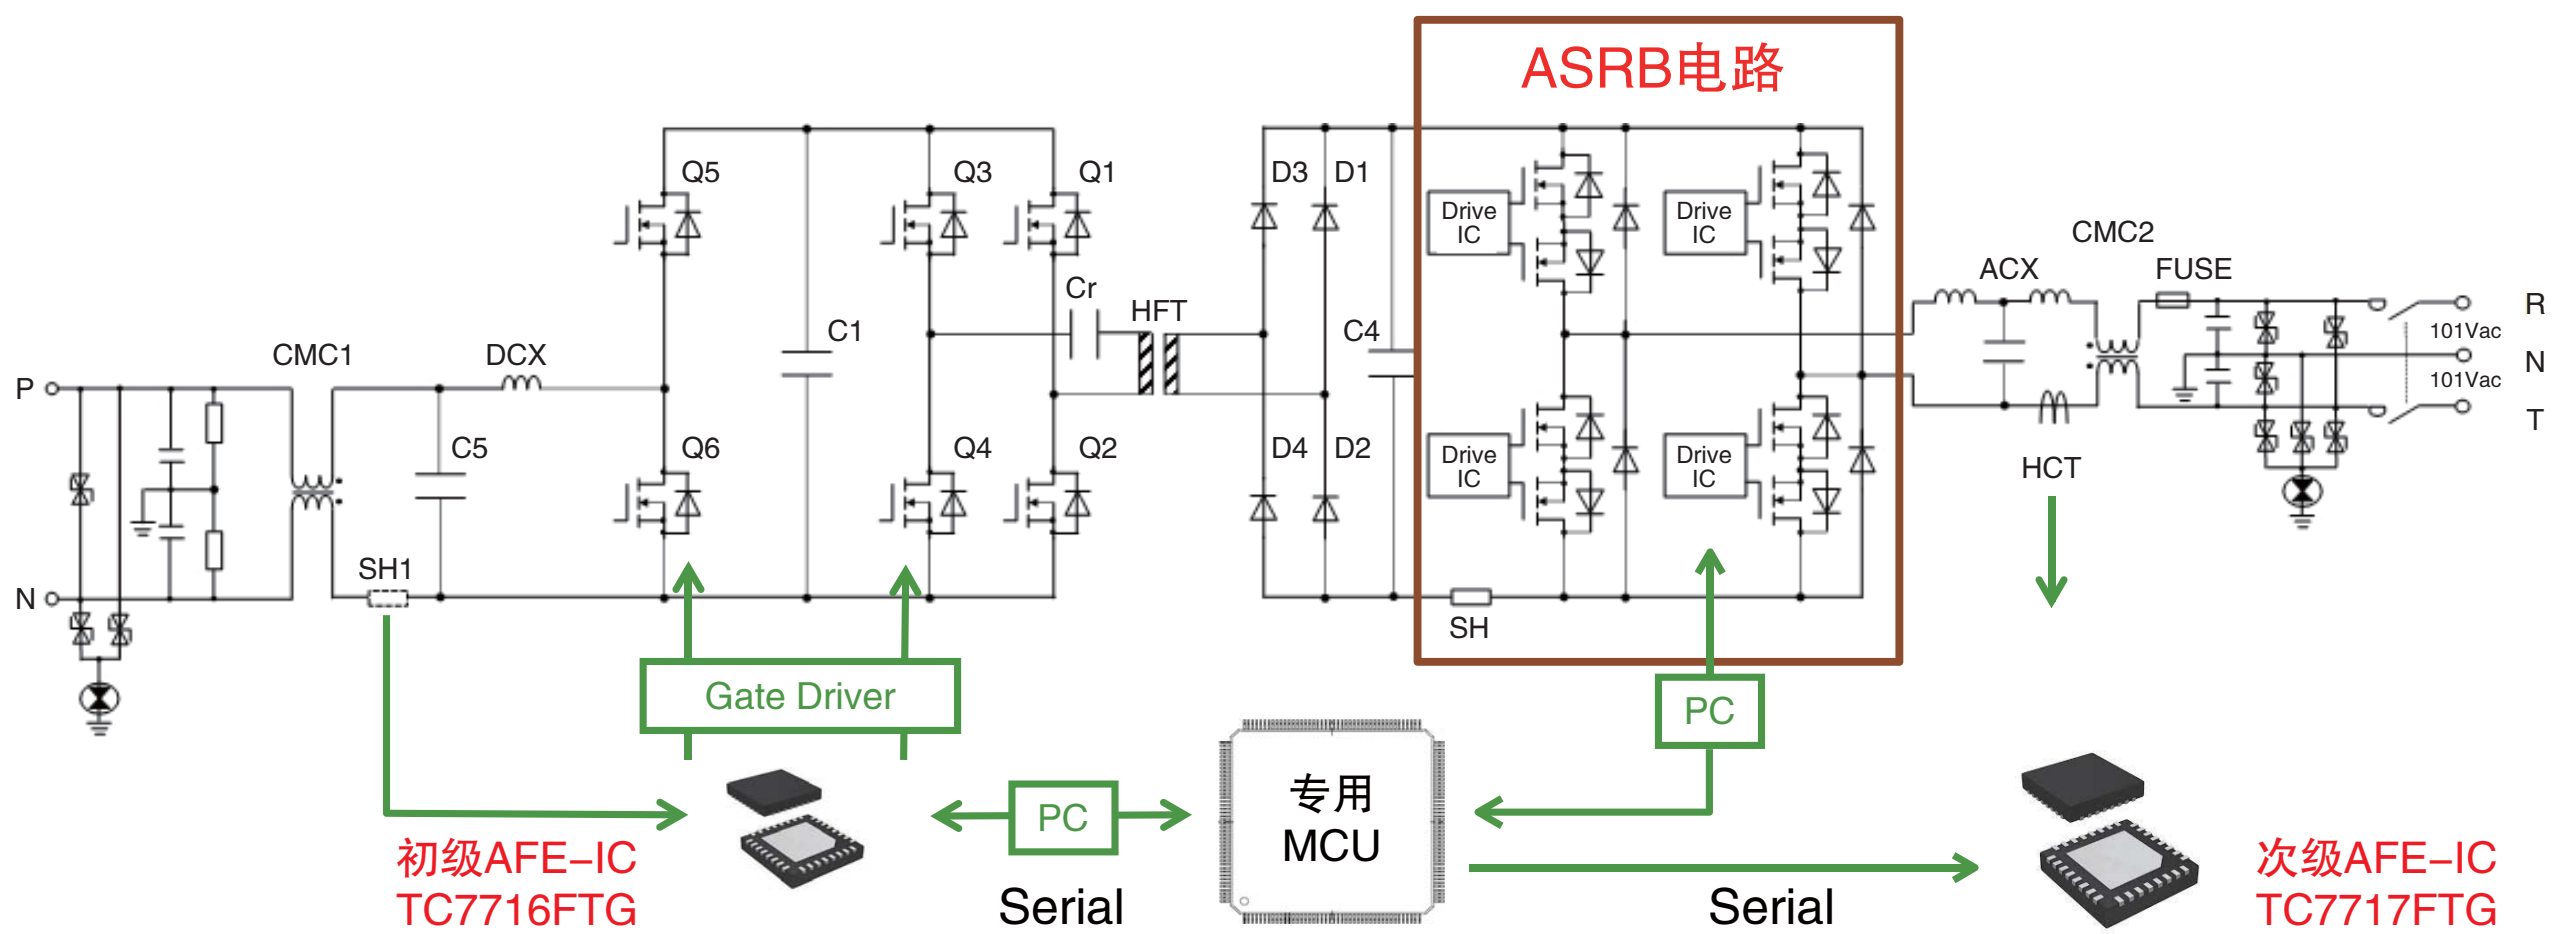 ASRB电路
Q5
Q3
Q1
D3
D1
Drive
IC
Drive
IC
CMC2
ACX
FUSE
Cr
HFT
C1
C4
R
101Vac
N
101Vac
T
CMC1
DCX
P
C5
Q6
Q4
Q2
D4
D2
Drive
IC
Drive
IC
HCT
SH1
N
SH
Gate Driver
PC
PC
专用
MCU
初级AFE-IC
TC7716FTG
Serial
Serial
次级AFE-IC
TC7717FTG